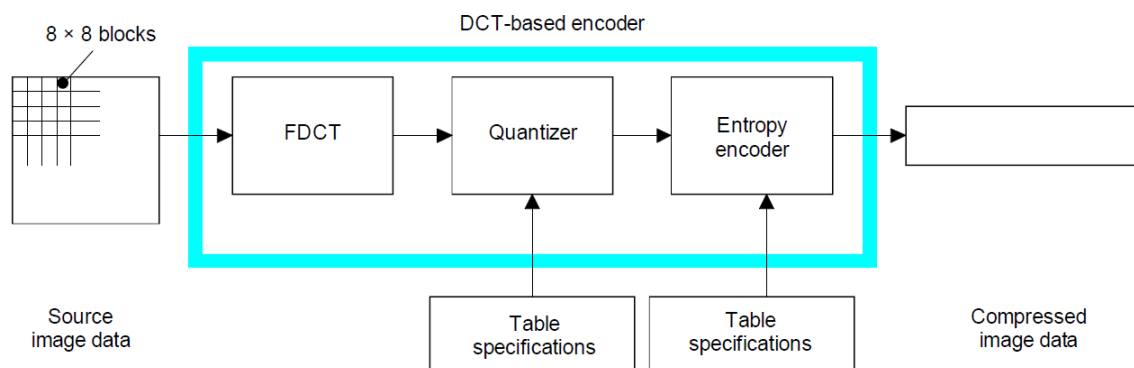 DCT-based encoder
8 × 8 blocks
FDCT
Quantizer
Entropy
encoder
Source
image data
Table
specifications
Table
specifications
Compressed
image data